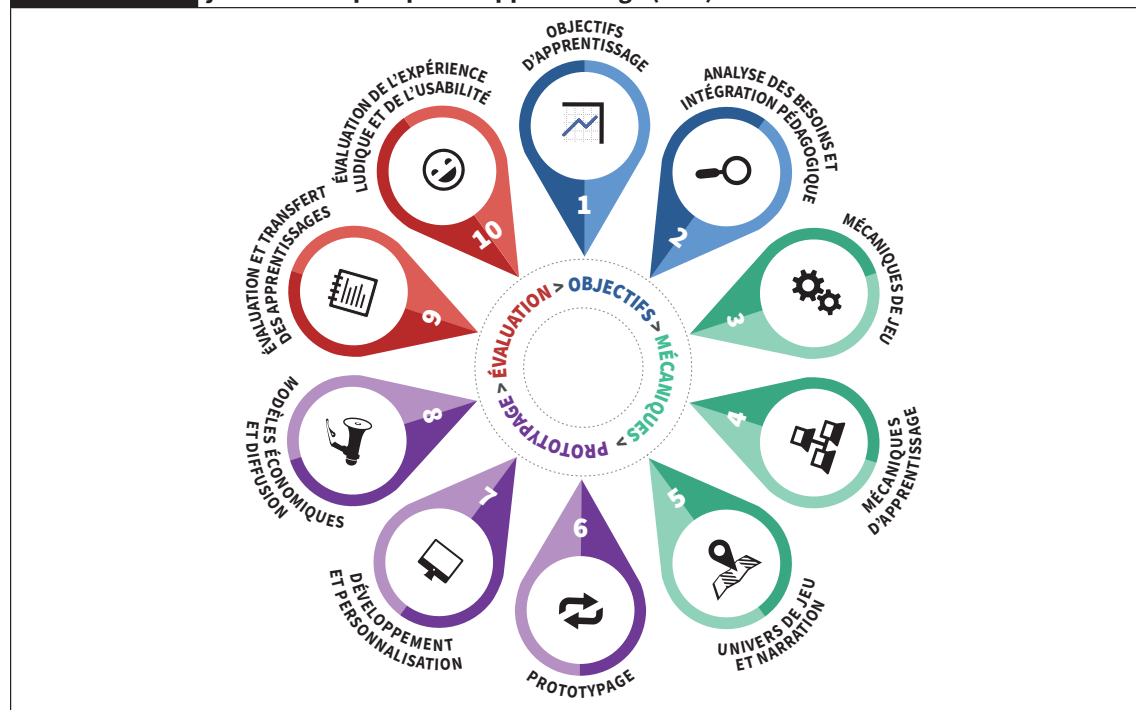 OBJECTIFS
D'APPRENTISSAGE
1
ANALYSE DES BESOINS ET
INTÉGRATION PÉDAGOGIQUE
2
MÉCANIQUES DE JEU
3
MÉCANIQUES
D'APPRENTISSAGE
4
UNIVERS DE JEU
ET NARRATION
5
PROTOTYPAGE
6
DÉVELOPPEMENT
ET PERSONNALISATION
7
MODÈLES ÉCONOMIQUES
ET DIFFUSION
8
ÉVALUATION ET TRANSFERT
DES APPRENTISSAGES
9
ÉVALUATION DE L'EXPÉRIENCE
LUDIQUE ET DE L'USABILITÉ
10
OBJECTIFS > MÉCANIQUES > PROTOTYPAGE > ÉVALUATION >